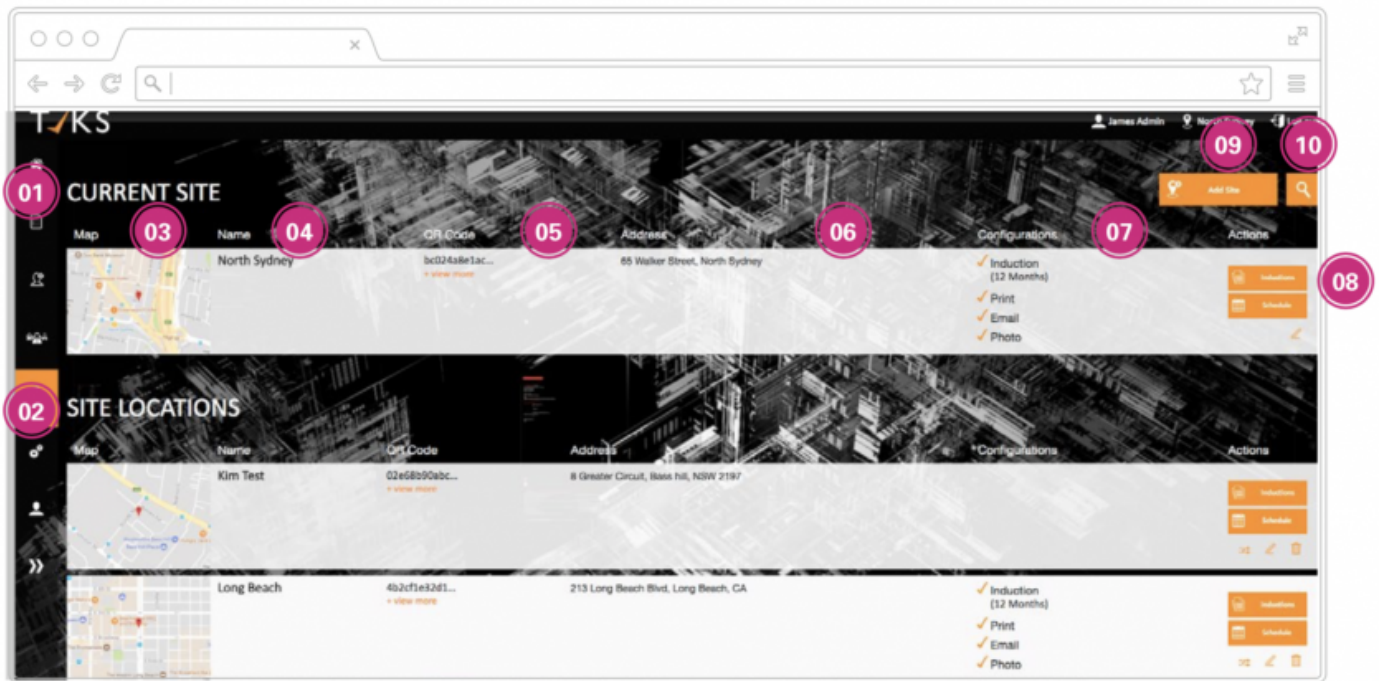 TIKS
James Admin
09
10
01
CURRENT SITE
Add Site
Map
03
Name
04
QR Code
05
Address
06
Configurations
07
Actions
North Sydney
bc024a8e1ac...
+ view more
65 Walker Street, North Sydney
Induction
(12 Months)
Print
Email
Photo
Inductions
Schedule
08
02
SITE LOCATIONS
Map
Name
QR Code
Address
*Configurations
Actions
Kim Test
02e68b90abc...
+ view more
8 Greater Circuit, Bass hill, NSW 2197
Inductions
Schedule
Long Beach
4b2cf1e32d1...
+ view more
213 Long Beach Blvd, Long Beach, CA
Induction
(12 Months)
Print
Email
Photo
Inductions
Schedule